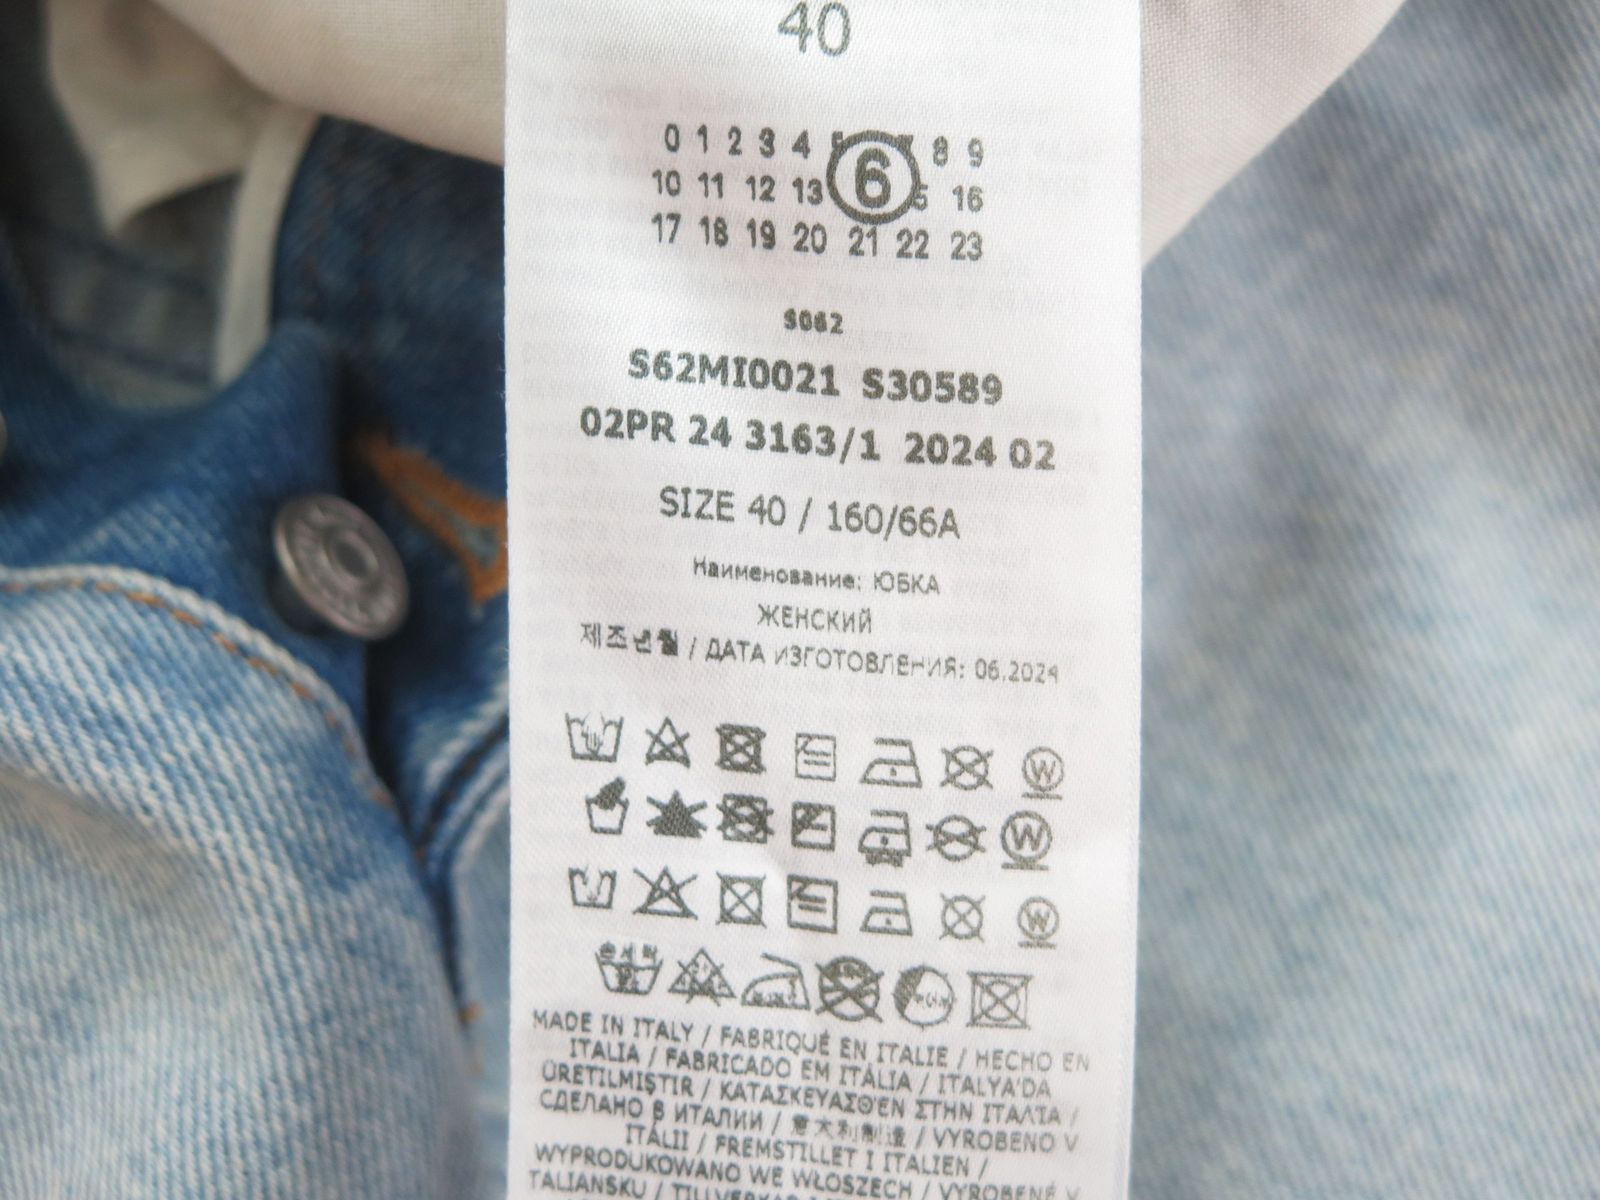 40
0 1 2 3 4 8 9
10 11 12 13 6 16
17 18 19 20 21 22 23
S062
S62MI0021 S30589
02PR 24 3163/1 2024 02
SIZE 40 / 160/66A
Наименование: ЮБКА
ЖЕНСКИЙ
제조년월 / ДАТА ИЗГОТОВЛЕНИЯ: 06.2024
W
W
W
MADE IN ITALY / FABRIQUÉ EN ITALIE / HECHO EN
ITALIA / FABRICADO EM ITÁLIA / ITALYA'DA
ÜRETILMIŞTIR / ΚΑΤΑΣΚΕΥΑΣΘΈΝ ΣΤΗΝ ΙΤΑΛΊΑ /
СДЕЛАНО В ИТАЛИИ / 意大利制造 / VYROBENO V
ITÁLII / FREMSTILLET I ITALIEN /
WYPRODUKOWANO WE WŁOSZECH / VYROBENÉ V
TALIANSKU /